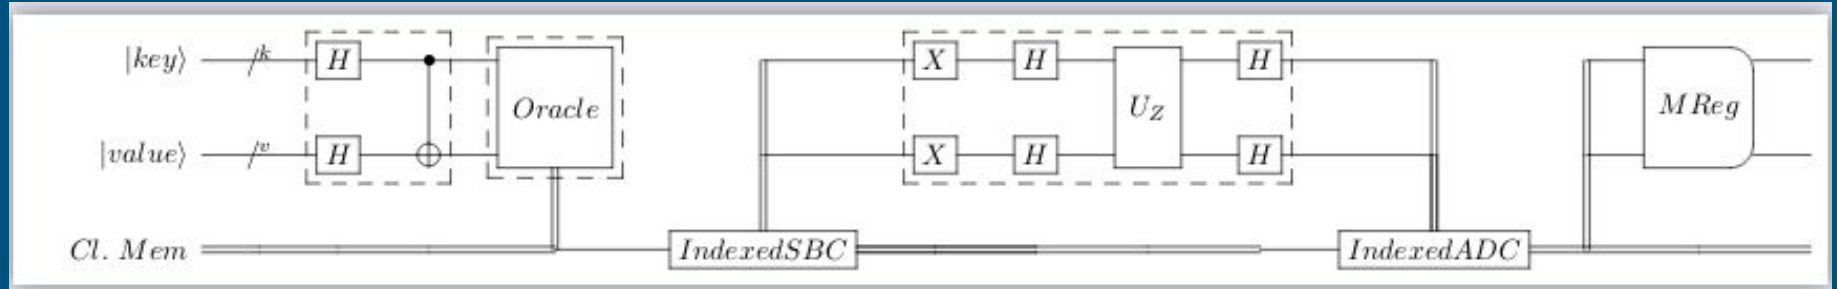 |key⟩ k H Oracle X H U_Z H MReg
|value⟩ v H X H H
Cl. Mem IndexedSBC IndexedADC